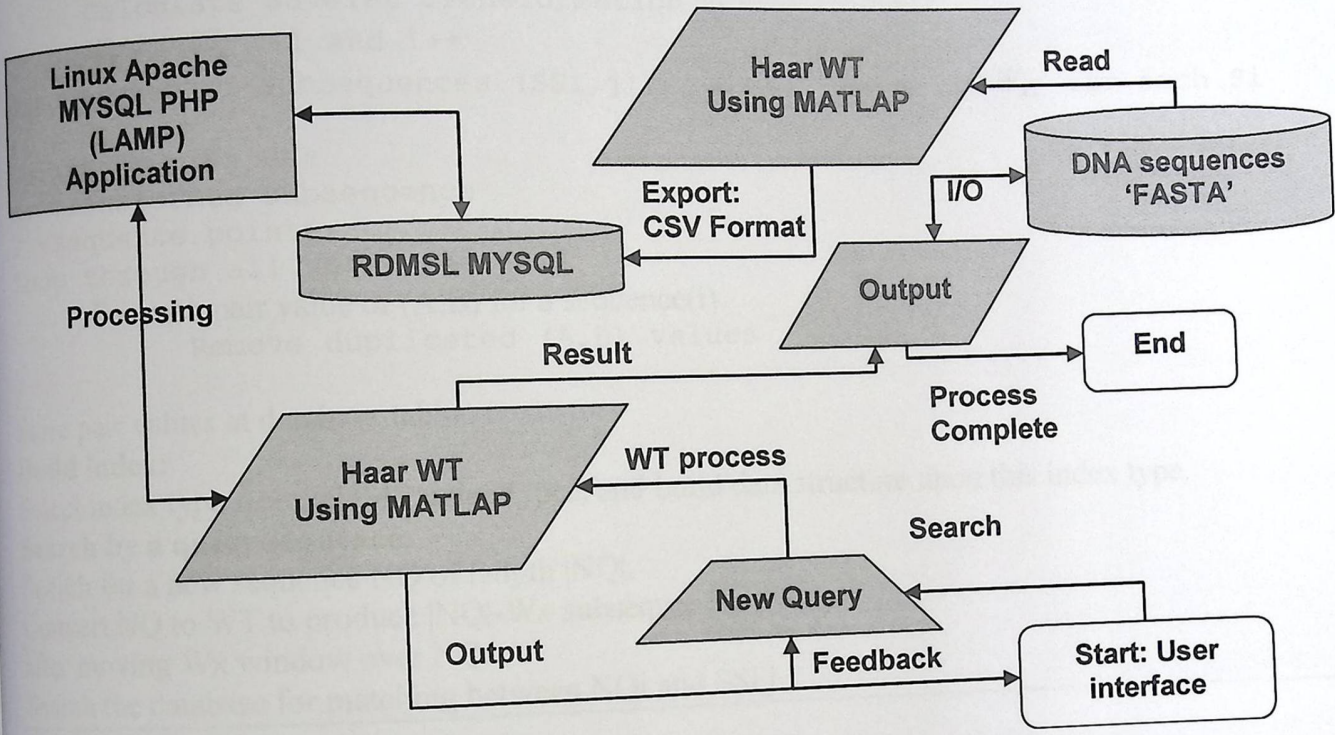 Linux Apache
MYSQL PHP
(LAMP)
Application
Haar WT
Using MATLAP
Read
DNA sequences
‘FASTA’
Export:
CSV Format
I/O
RDMSL MYSQL
Output
Processing
Result
End
Process
Complete
Haar WT
Using MATLAP
WT process
Search
New Query
Output
Feedback
Start: User
interface